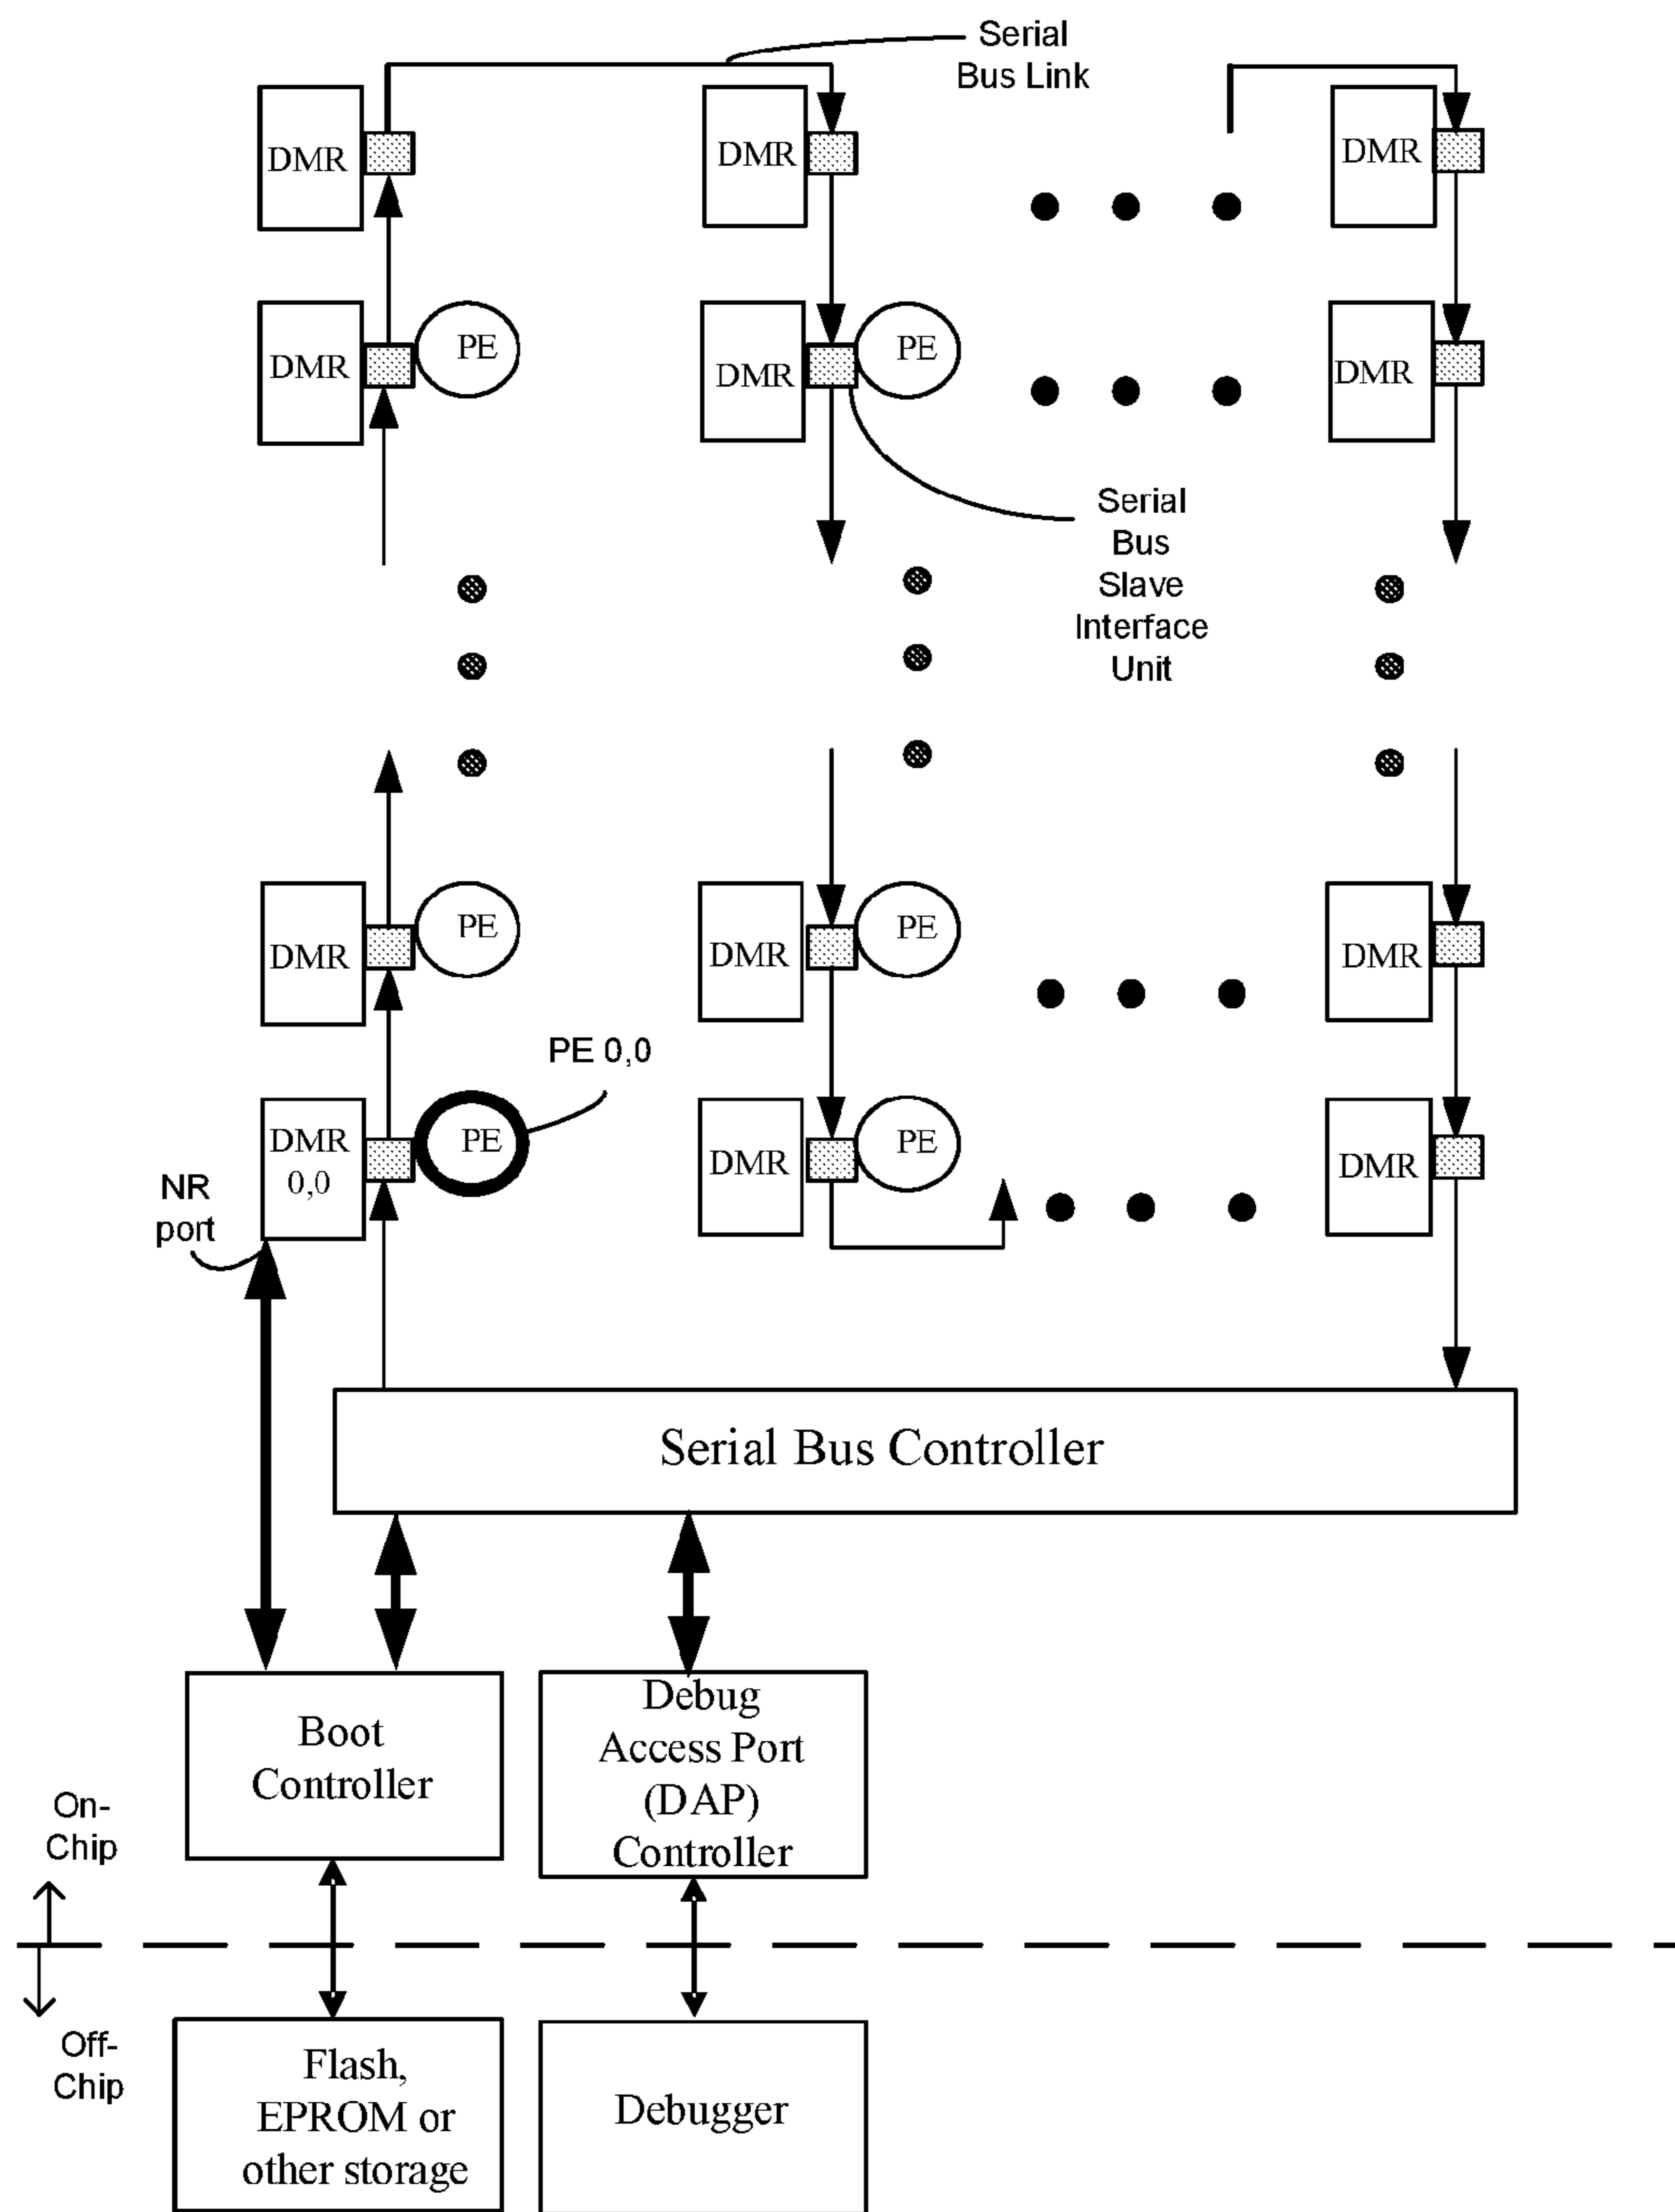 Serial
Bus Link
DMR
DMR
DMR
DMR
PE
DMR
PE
DMR
Serial
Bus
Slave
Interface
Unit
DMR
PE
DMR
PE
DMR
PE 0,0
DMR
0,0
PE
DMR
PE
DMR
NR
port
Serial Bus Controller
Boot
Controller
Debug
Access Port
(DAP)
Controller
On-
Chip
Off-
Chip
Flash,
EPROM or
other storage
Debugger